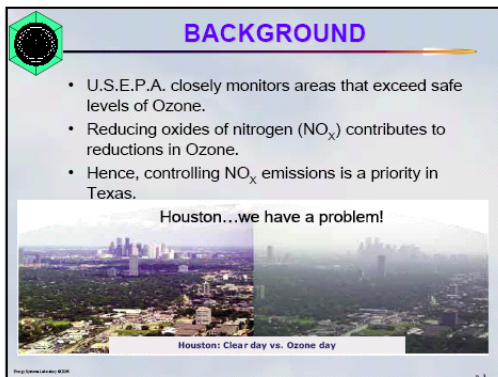 BACKGROUND
• U.S.E.P.A. closely monitors areas that exceed safe
levels of Ozone.
• Reducing oxides of nitrogen (NOX) contributes to
reductions in Ozone.
• Hence, controlling NOX emissions is a priority in
Texas.
Houston…we have a problem!
Houston: Clear day vs. Ozone day